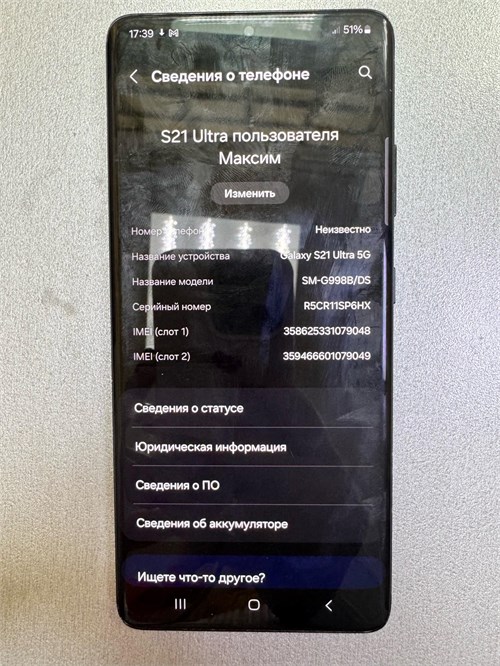 17:39 51%
Сведения о телефоне
S21 Ultra пользователя
Максим
Изменить
Номер телефона Неизвестно
Название устройства Galaxy S21 Ultra 5G
Название модели SM-G998B/DS
Серийный номер R5CR11SP6HX
IMEI (слот 1) 358625331079048
IMEI (слот 2) 359466601079049
Сведения о статусе
Юридическая информация
Сведения о ПО
Сведения об аккумуляторе
Ищете что-то другое?